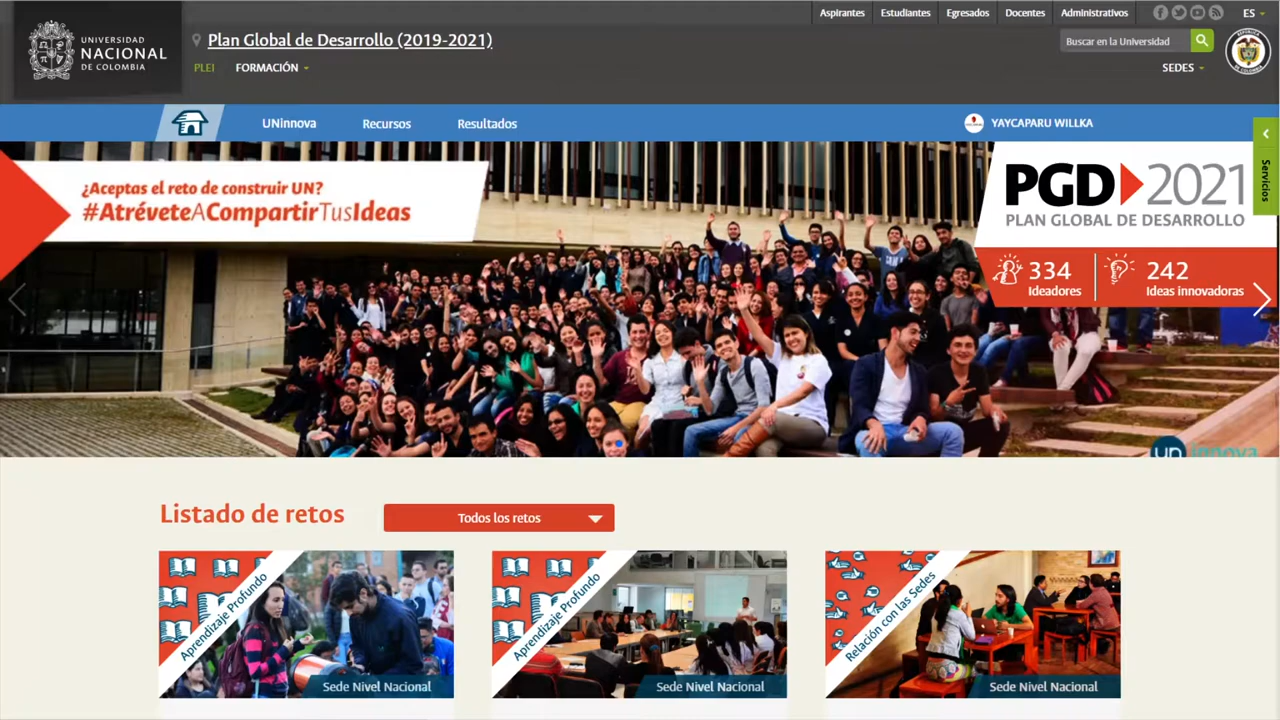 Aspirantes
Estudiantes
Egresados
Docentes
Administrativos
ES
UNIVERSIDAD
NACIONAL
DE COLOMBIA
Plan Global de Desarrollo (2019-2021)
Buscar en la Universidad
PLEI
FORMACIÓN
SEDES
UNinnova
Recursos
Resultados
YAYCAPARU WILLKA
Servicios
¿Aceptas el reto de construir UN?
#AtréveteACompartirTusIdeas
PGD 2021
PLAN GLOBAL DE DESARROLLO
334
Ideadores
242
Ideas innovadoras
un innova
Listado de retos
Todos los retos
Aprendizaje Profundo
Sede Nivel Nacional
Aprendizaje Profundo
Sede Nivel Nacional
Relación con las Sedes
Sede Nivel Nacional